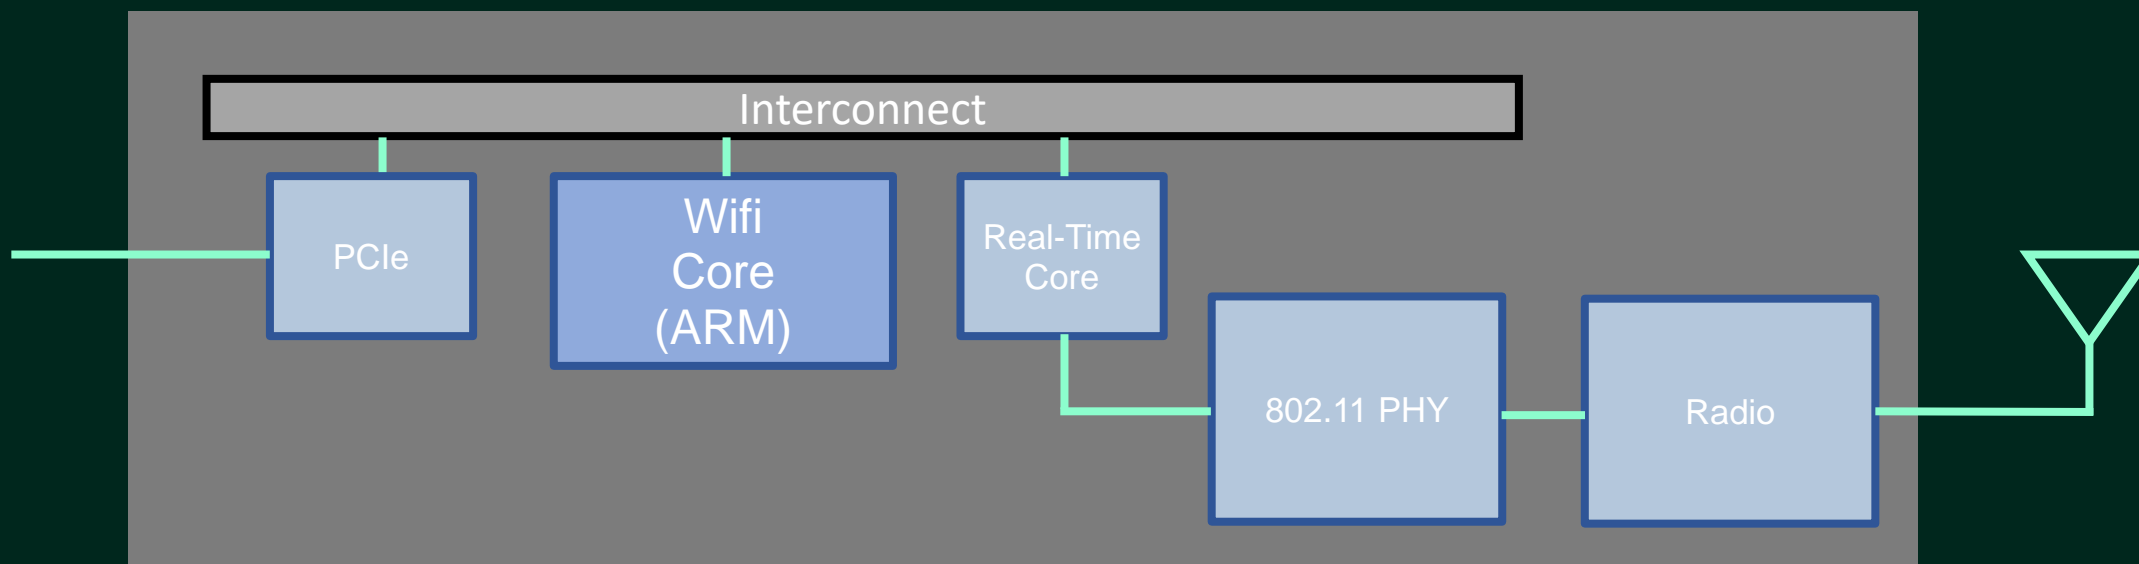 Interconnect
PCIe
Wifi
Core
(ARM)
Real-Time
Core
802.11 PHY
Radio